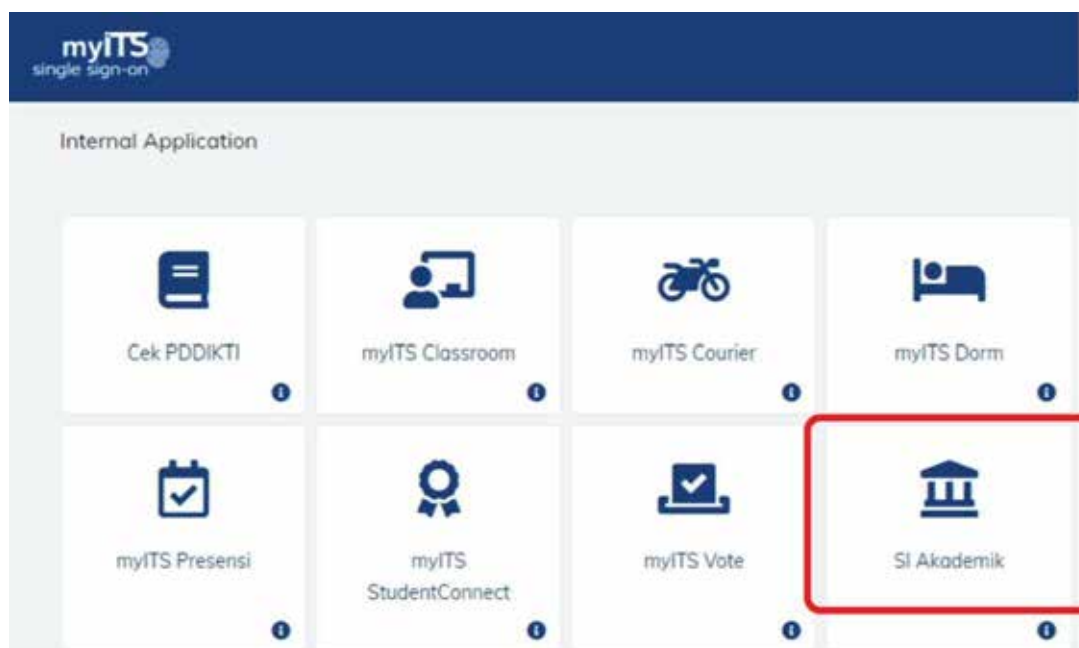 myITS
single sign-on
Internal Application
Cek PDDIKTI
myITS Classroom
myITS Courier
myITS Dorm
myITS Presensi
myITS
StudentConnect
myITS Vote
SI Akademik